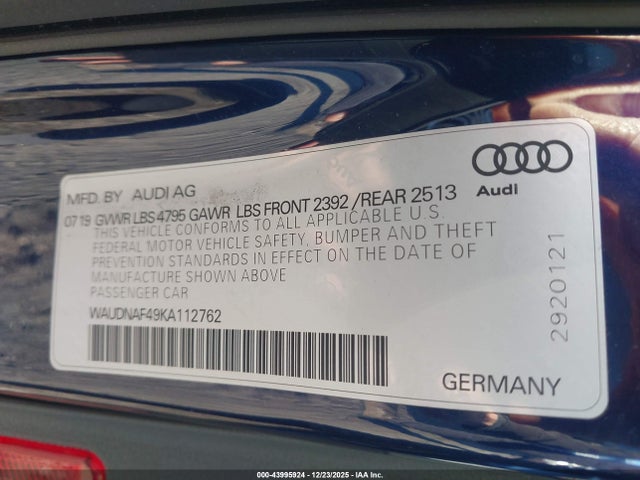 MFD. BY AUDI AG
07 19 GVWR LBS 4795 GAWR LBS FRONT 2392 /REAR 2513
THIS VEHICLE CONFORMS TO ALL APPLICABLE U.S.
FEDERAL MOTOR VEHICLE SAFETY, BUMPER AND THEFT
PREVENTION STANDARDS IN EFFECT ON THE DATE OF
MANUFACTURE SHOWN ABOVE
PASSENGER CAR
WAUDNAF49KA112762
Audi
2920121
GERMANY
00-43995924 - 12/23/2025 - IAA Inc.